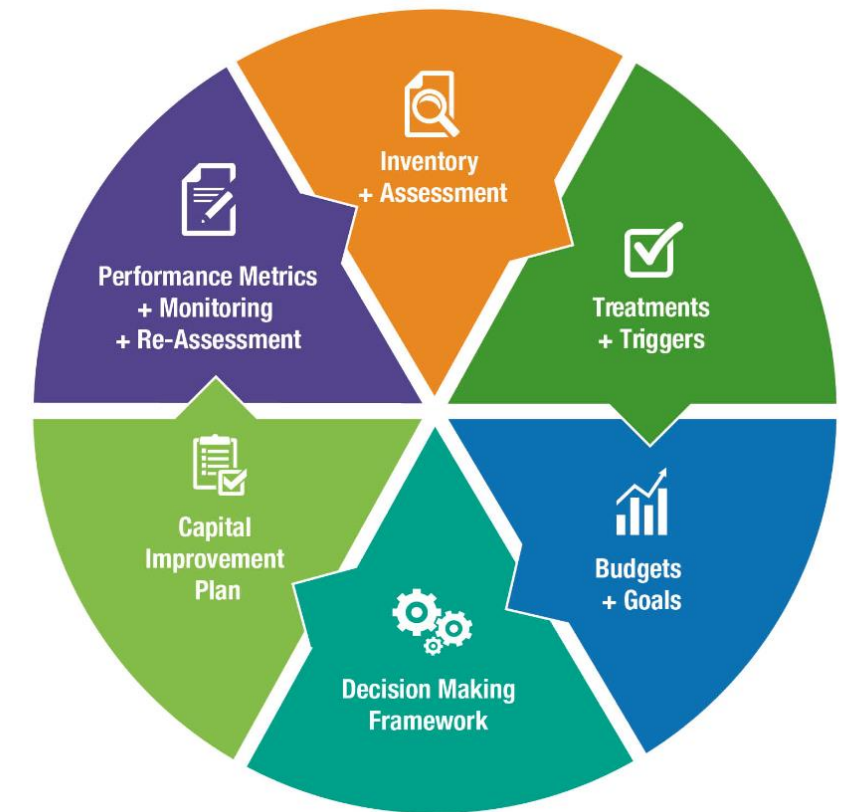 Inventory
+ Assessment
Treatments
+ Triggers
Budgets
+ Goals
Decision Making
Framework
Capital
Improvement
Plan
Performance Metrics
+ Monitoring
+ Re-Assessment